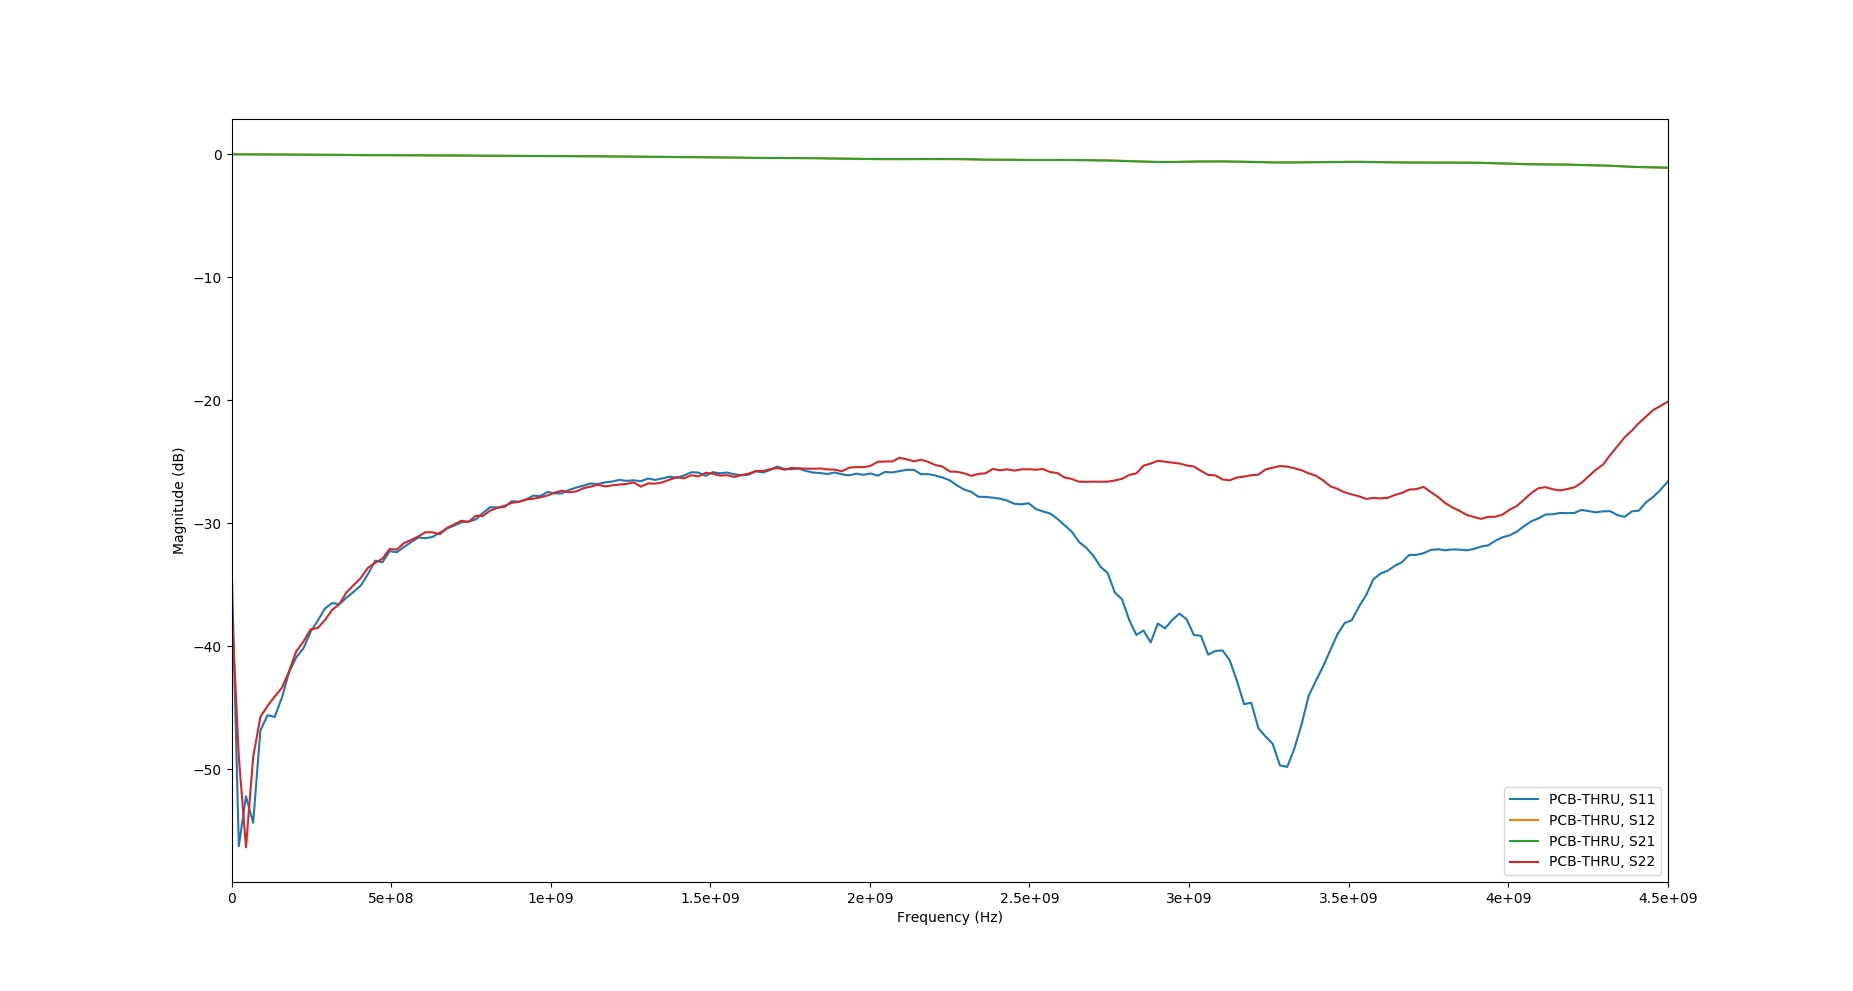 0
−10
−20
−30
−40
−50
Magnitude (dB)
0 5e+08 1e+09 1.5e+09 2e+09 2.5e+09 3e+09 3.5e+09 4e+09 4.5e+09
Frequency (Hz)
PCB-THRU, S11
PCB-THRU, S12
PCB-THRU, S21
PCB-THRU, S22